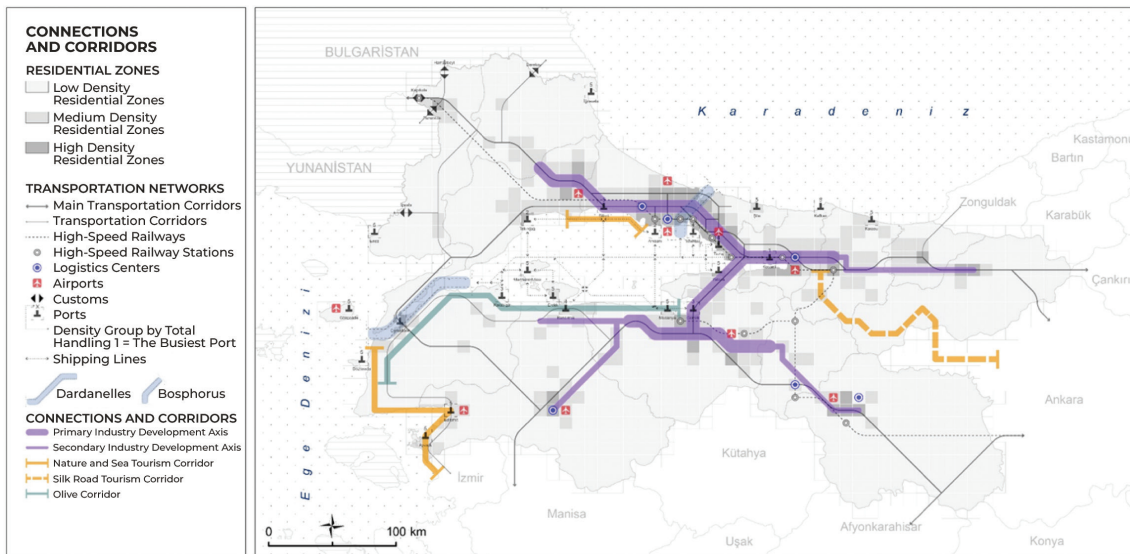 CONNECTIONS
AND CORRIDORS
RESIDENTIAL ZONES
Low Density
Residential Zones
Medium Density
Residential Zones
High Density
Residential Zones
TRANSPORTATION NETWORKS
Main Transportation Corridors
Transportation Corridors
High-Speed Railways
High-Speed Railway Stations
Logistics Centers
Airports
Customs
Ports
Density Group by Total
Handling 1 = The Busiest Port
Shipping Lines
Dardanelles
Bosphorus
CONNECTIONS AND CORRIDORS
Primary Industry Development Axis
Secondary Industry Development Axis
Nature and Sea Tourism Corridor
Silk Road Tourism Corridor
Olive Corridor
BULGARİSTAN
YUNANİSTAN
Karadeniz
Kastamonu
Bartın
Zonguldak
Karabük
Çankırı
Ege Denizi
Ankara
Kütahya
İzmir
Manisa
Afyonkarahisar
Uşak
Konya
0
100 km